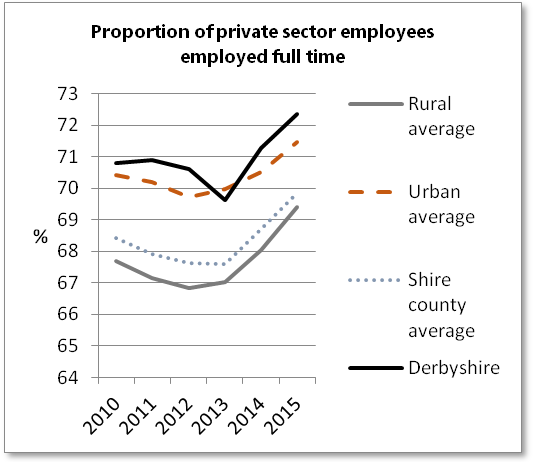 Proportion of private sector employees
employed full time
73
72
71
70
69
68
67
66
65
64
%
2010
2011
2012
2013
2014
2015
Rural
average
Urban
average
Shire
county
average
Derbyshire